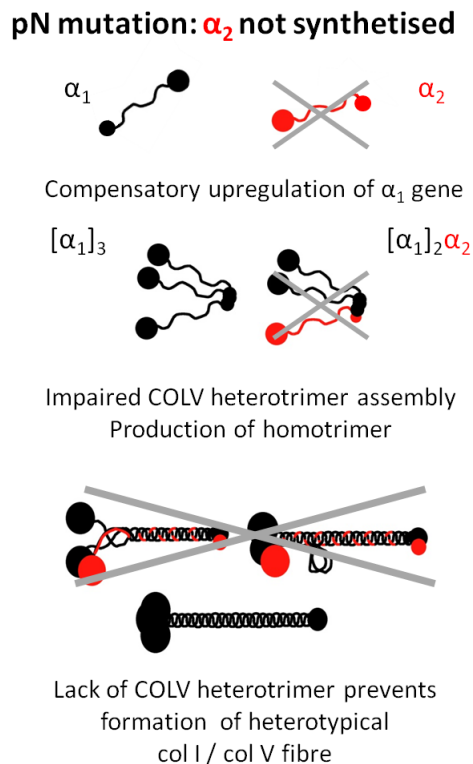 pN mutation: α₂ not synthetised
α₁ α₂
Compensatory upregulation of α₁ gene
[α₁]₃ [α₁]₂α₂
Impaired COLV heterotrimer assembly
Production of homotrimer
Lack of COLV heterotrimer prevents
formation of heterotypical
col I / col V fibre